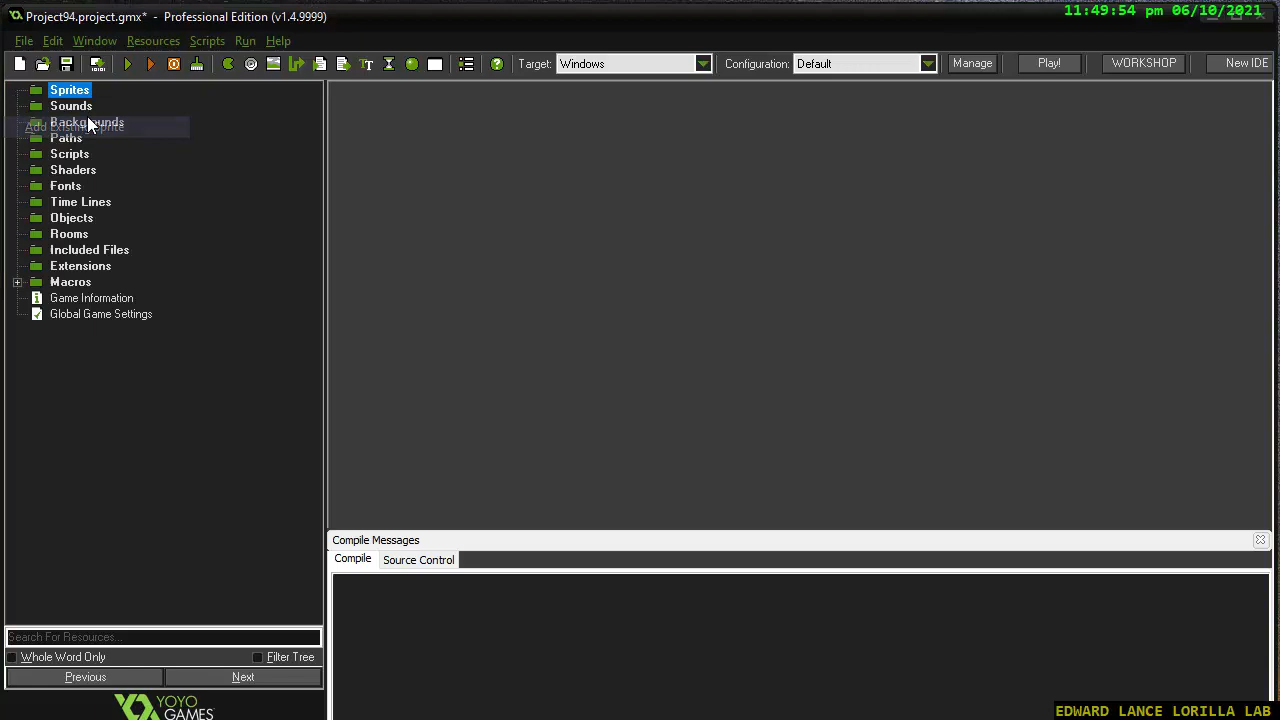 Project94.project.gmx* - Professional Edition (v1.4.9999)
11:49:54 pm 06/10/2021
File Edit Window Resources Scripts Run Help
Target: Windows Configuration: Default Manage Play! WORKSHOP New IDE
Sprites
Sounds
Backgrounds
Add Existing Sprite
Paths
Scripts
Shaders
Fonts
Time Lines
Objects
Rooms
Included Files
Extensions
Macros
Game Information
Global Game Settings
Compile Messages
Compile Source Control
Search For Resources...
Whole Word Only Filter Tree
Previous Next
YOYO
GAMES
EDWARD LANCE LORILLA LAB